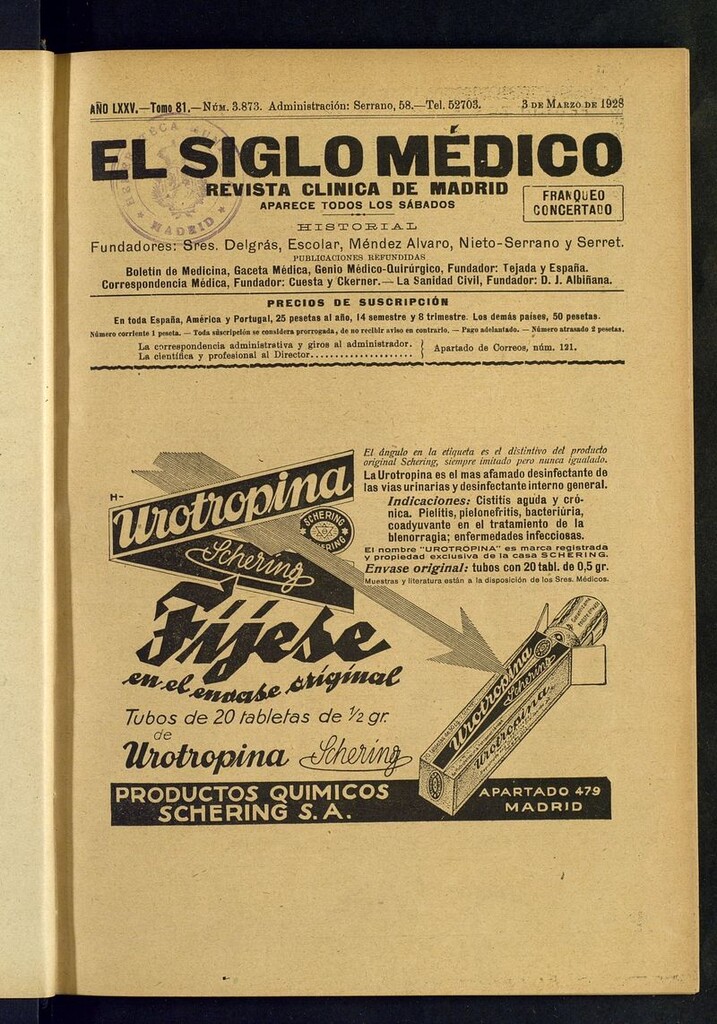 AÑO LXXV.—Tomo 81.—Núm. 3.873. Administración: Serrano, 58.—Tel. 52703. 3 de Marzo de 1928
EL SIGLO MÉDICO
REVISTA CLINICA DE MADRID
APARECE TODOS LOS SÁBADOS
FRANQUEO
CONCERTADO
MADRID
HISTORIAL
Fundadores: Sres. Delgrás, Escolar, Méndez Alvaro, Nieto-Serrano y Serret.
PUBLICACIONES REFUNDIDAS
Boletín de Medicina, Gaceta Médica, Genio Médico-Quirúrgico, Fundador: Tejada y España.
Correspondencia Médica, Fundador: Cuesta y Ckerner.—La Sanidad Civil, Fundador: D. J. Albiñana.
PRECIOS DE SUSCRIPCIÓN
En toda España, América y Portugal, 25 pesetas al año, 14 semestre y 8 trimestre. Los demás países, 50 pesetas.
Número corriente 1 peseta. — Toda suscripción se considera prorrogada, de no recibir aviso en contrario. — Pago adelantado. — Número atrasado 2 pesetas.
La correspondencia administrativa y giros al administrador.
La científica y profesional al Director.....................
Apartado de Correos, núm. 121.
El ángulo en la etiqueta es el distintivo del producto
original Schering, siempre imitado pero nunca igualado.
La Urotropina es el mas afamado desinfectante de
las vias urinarias y desinfectante interno general.
Indicaciones: Cistitis aguda y cró-
nica. Pielitis, pielonefritis, bacteriúria,
coadyuvante en el tratamiento de la
blenorragia; enfermedades infecciosas.
El nombre "UROTROPINA" es marca registrada
y propiedad exclusiva de la casa SCHERING.
Envase original: tubos con 20 tabl. de 0,5 gr.
Muestras y literatura están a la disposición de los Sres. Médicos.
H-
Urotropina
SCHERING
SCHERING
Schering
Fíjese
en el envase original
Tubos de 20 tabletas de ½ gr.
de
Urotropina Schering
Urotropina
Schering
Urotropina
PRODUCTOS QUIMICOS
SCHERING S.A.
APARTADO 479
MADRID